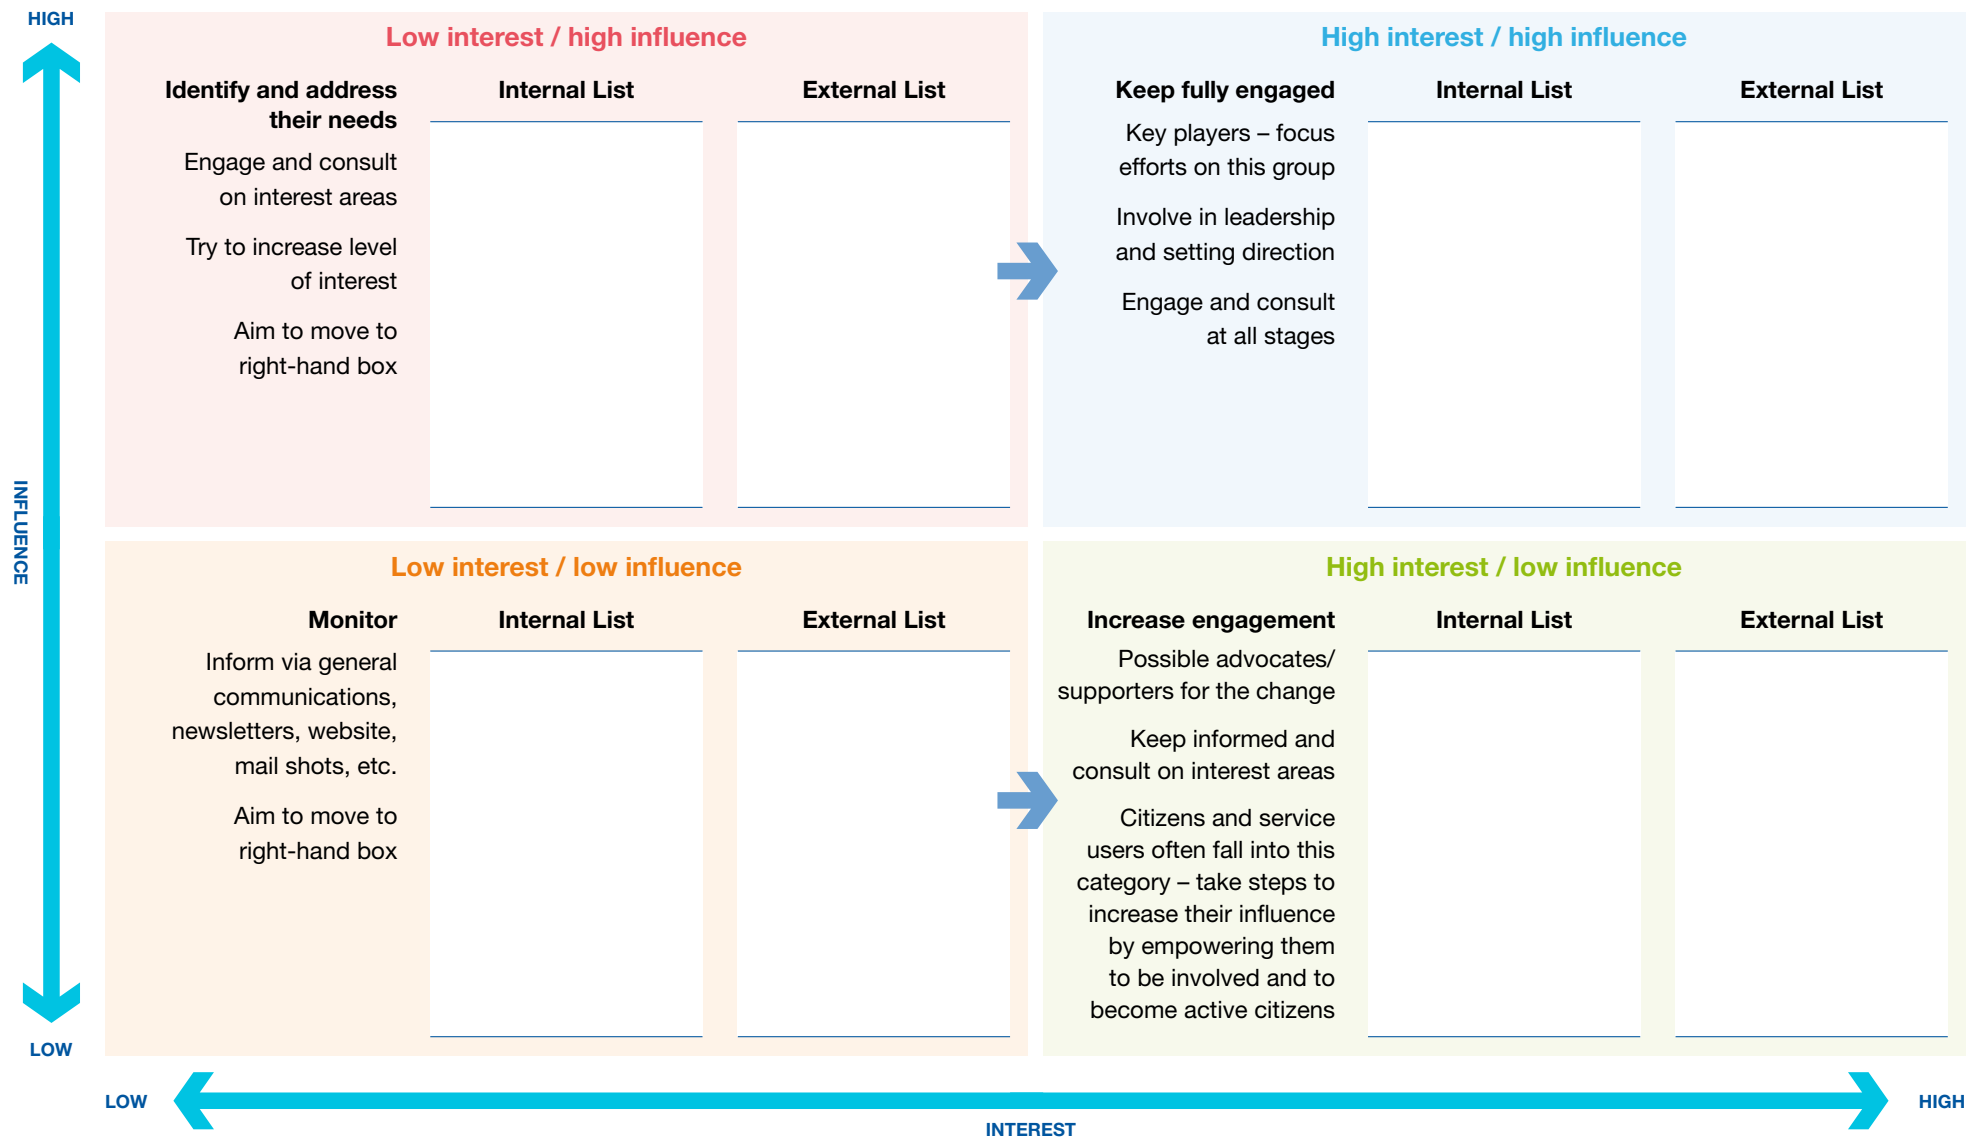 HIGH
Low interest / high influence
Identify and address
their needs
Engage and consult
on interest areas
Try to increase level
of interest
Aim to move to
right-hand box
Internal List
External List
High interest / high influence
Keep fully engaged
Key players – focus
efforts on this group
Involve in leadership
and setting direction
Engage and consult
at all stages
Internal List
External List
INFLUENCE
Low interest / low influence
Monitor
Inform via general
communications,
newsletters, website,
mail shots, etc.
Aim to move to
right-hand box
Internal List
External List
High interest / low influence
Increase engagement
Possible advocates/
supporters for the change
Keep informed and
consult on interest areas
Citizens and service
users often fall into this
category – take steps to
increase their influence
by empowering them
to be involved and to
become active citizens
Internal List
External List
LOW
LOW
INTEREST
HIGH